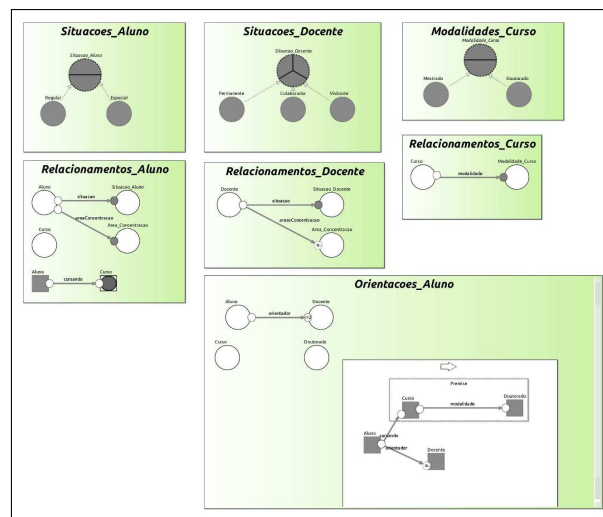 Situacoes_Aluno
Situacao_Aluno
Regular
Especial
Situacoes_Docente
Situacao_Docente
Permanente
Colaborador
Visitante
Modalidades_Curso
Modalidade_Curso
Mestrado
Doutorado
Relacionamentos_Curso
Curso
Modalidade_Curso
modalidade
Relacionamentos_Aluno
Aluno
Situacao_Aluno
situacao
areaConcentracao
Curso
Area_Concentracao
Aluno
Curso
cursando
Relacionamentos_Docente
Docente
Situacao_Docente
situacao
areaConcentracao
Area_Concentracao
Orientacoes_Aluno
Aluno
Docente
orientador
Curso
Doutorado
Premise
Curso
Doutorado
modalidade
Aluno
cursando
orientador
Docente